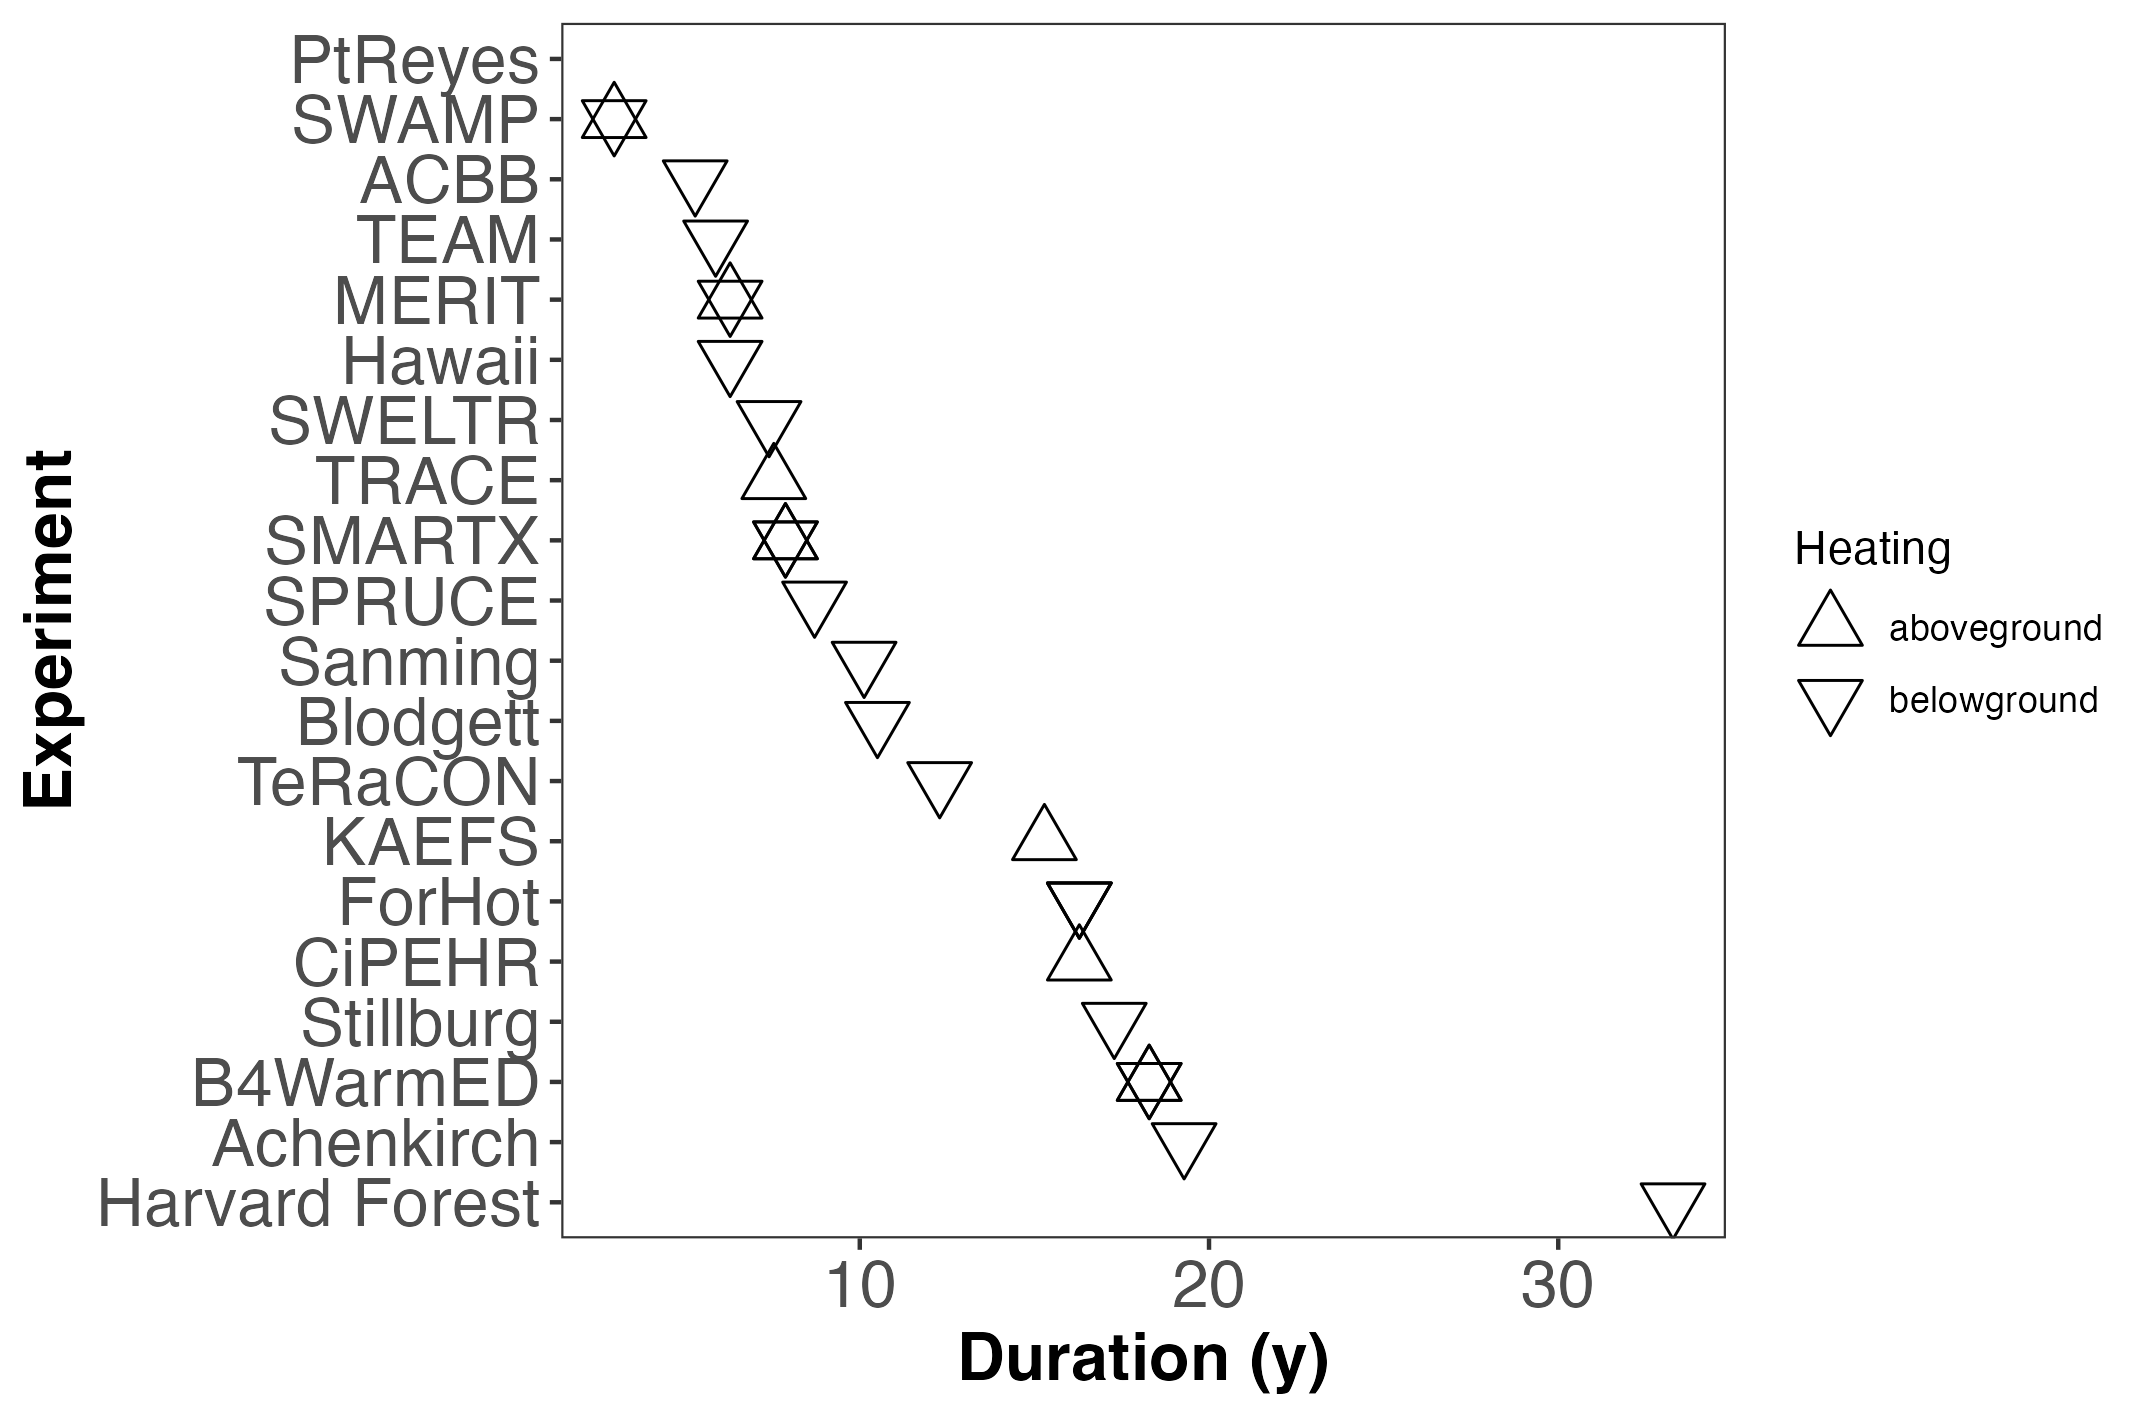 PtReyes
SWAMP
ACBB
TEAM
MERIT
Hawaii
SWELTR
TRACE
SMARTX
SPRUCE
Sanming
Blodgett
TeRaCON
KAEFS
ForHot
CiPEHR
Stillburg
B4WarmED
Achenkirch
Harvard Forest
Experiment
10 20 30
Duration (y)
Heating
aboveground
belowground